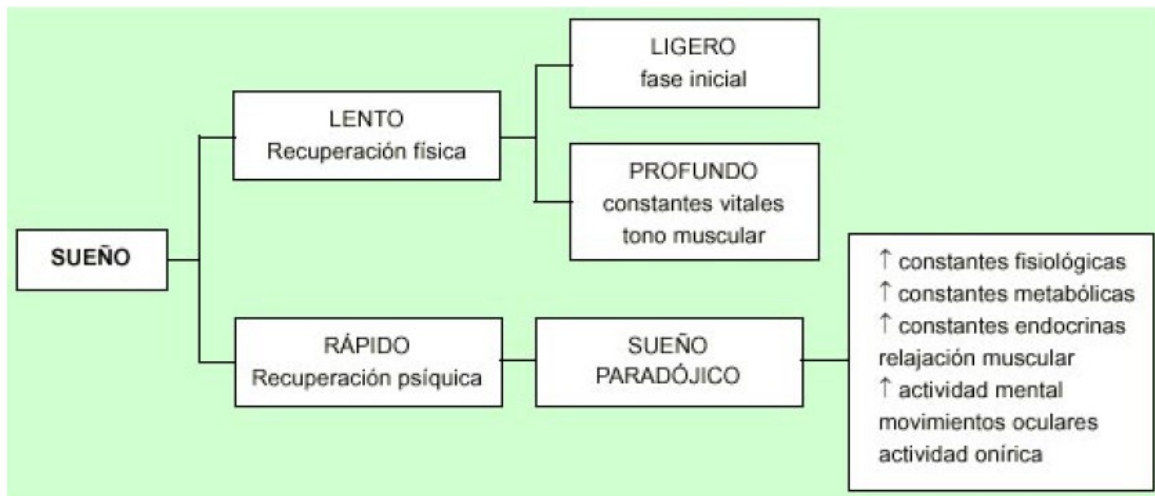 LIGERO
fase inicial
LENTO
Recuperación física
PROFUNDO
constantes vitales
tono muscular
SUEÑO
RÁPIDO
Recuperación psíquica
SUEÑO
PARADÓJICO
↑ constantes fisiológicas
↑ constantes metabólicas
↑ constantes endocrinas
relajación muscular
↑ actividad mental
movimientos oculares
actividad onírica